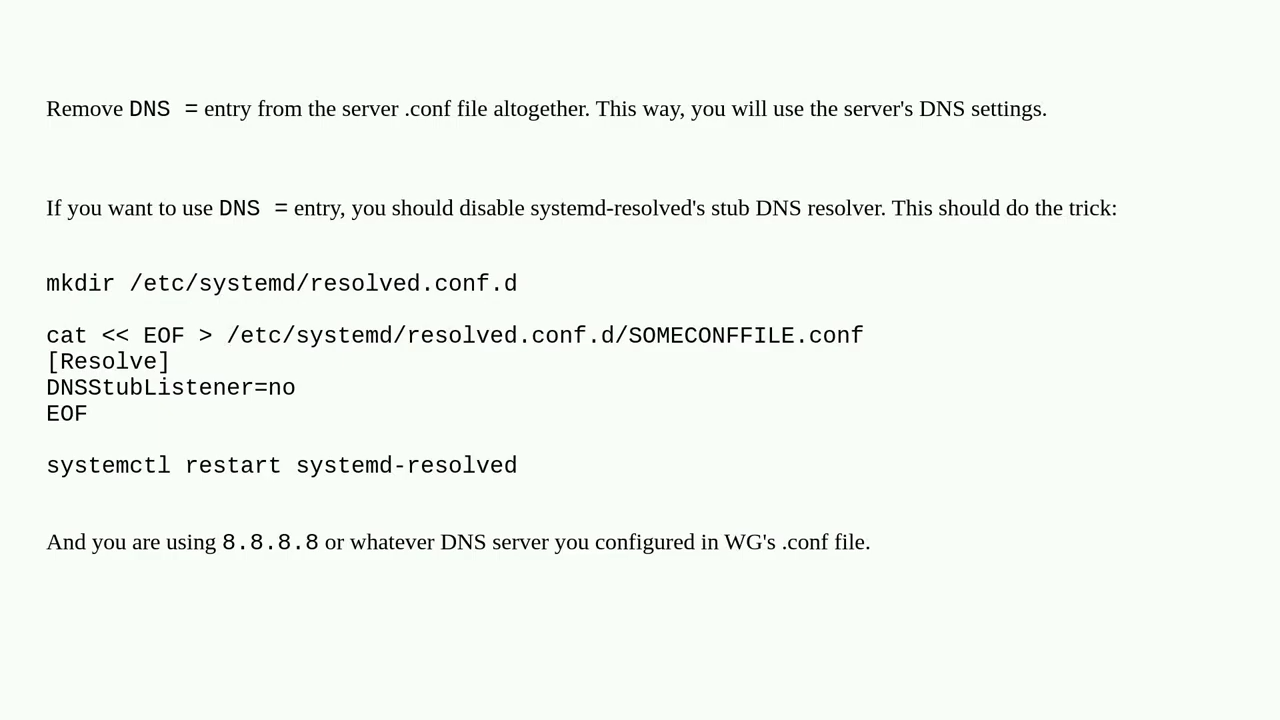 Remove DNS = entry from the server .conf file altogether. This way, you will use the server's DNS settings.
If you want to use DNS = entry, you should disable systemd-resolved's stub DNS resolver. This should do the trick:
mkdir /etc/systemd/resolved.conf.d
cat << EOF > /etc/systemd/resolved.conf.d/SOMECONFFILE.conf
[Resolve]
DNSStubListener=no
EOF
systemctl restart systemd-resolved
And you are using 8.8.8.8 or whatever DNS server you configured in WG's .conf file.